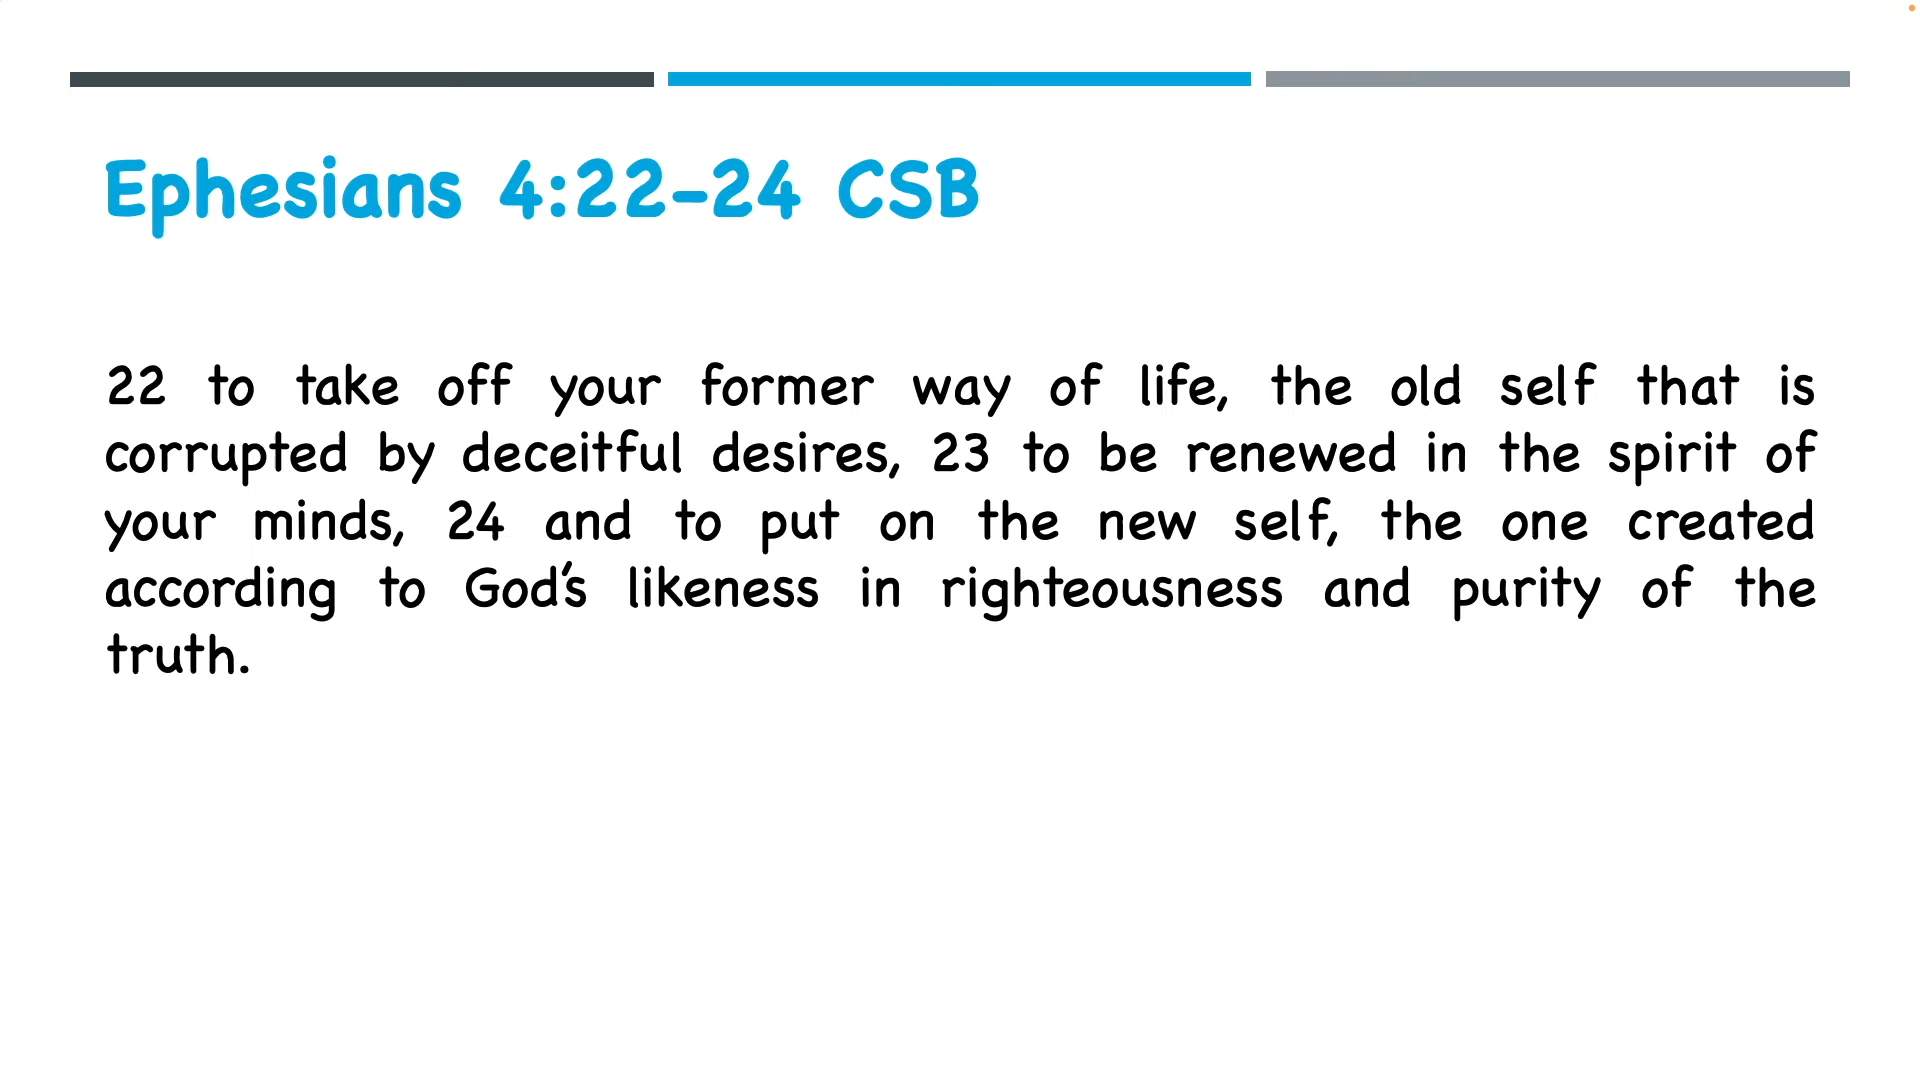 Ephesians 4:22-24 CSB
22 to take off your former way of life, the old self that is
corrupted by deceitful desires, 23 to be renewed in the spirit of
your minds, 24 and to put on the new self, the one created
according to God’s likeness in righteousness and purity of the
truth.